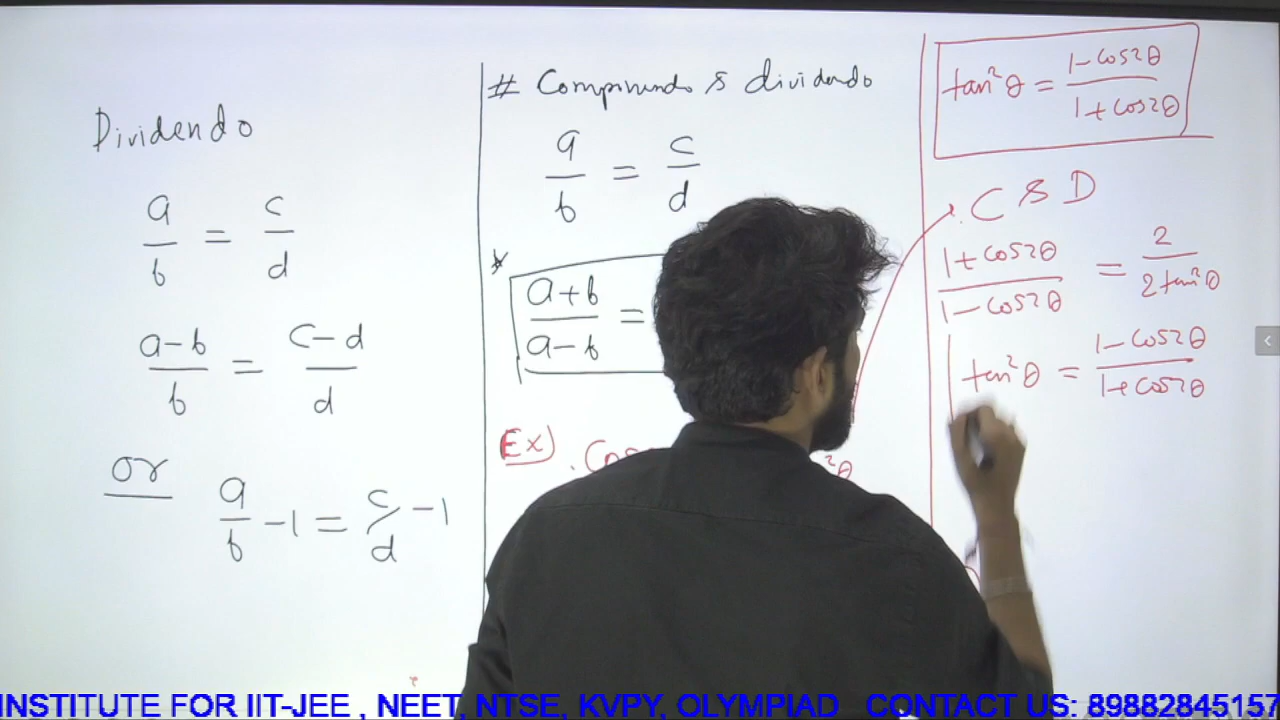 Dividendo
a/b = c/d
a-b/b = c-d/d
or a/b -1 = c/d -1
# Componendo & dividendo
a/b = c/d
a+b/a-b =
Ex)
tan²θ = 1-cos2θ/1+cos2θ
C & D
1+cos2θ/1-cos2θ = 2/2tan²θ
tan²θ = 1-cos2θ/1+cos2θ
INSTITUTE FOR IIT-JEE , NEET, NTSE, KVPY, OLYMPIAD CONTACT US: 89882845157